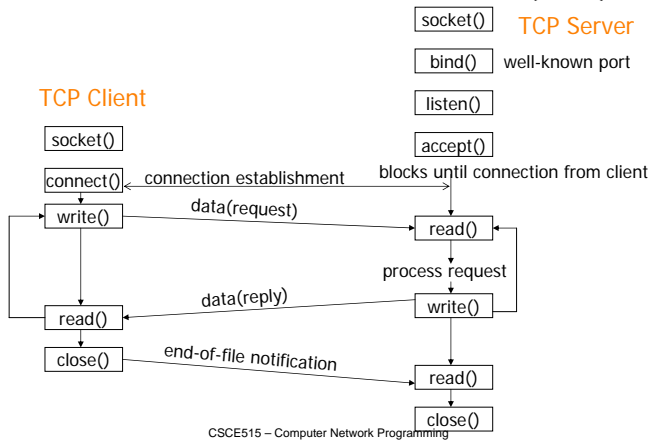 socket()
TCP Server
bind() well-known port
TCP Client
listen()
socket()
accept()
blocks until connection from client
connect()
connection establishment
write()
data(request)
read()
process request
data(reply)
write()
read()
close()
end-of-file notification
read()
close()
CSCE515 – Computer Network Programming